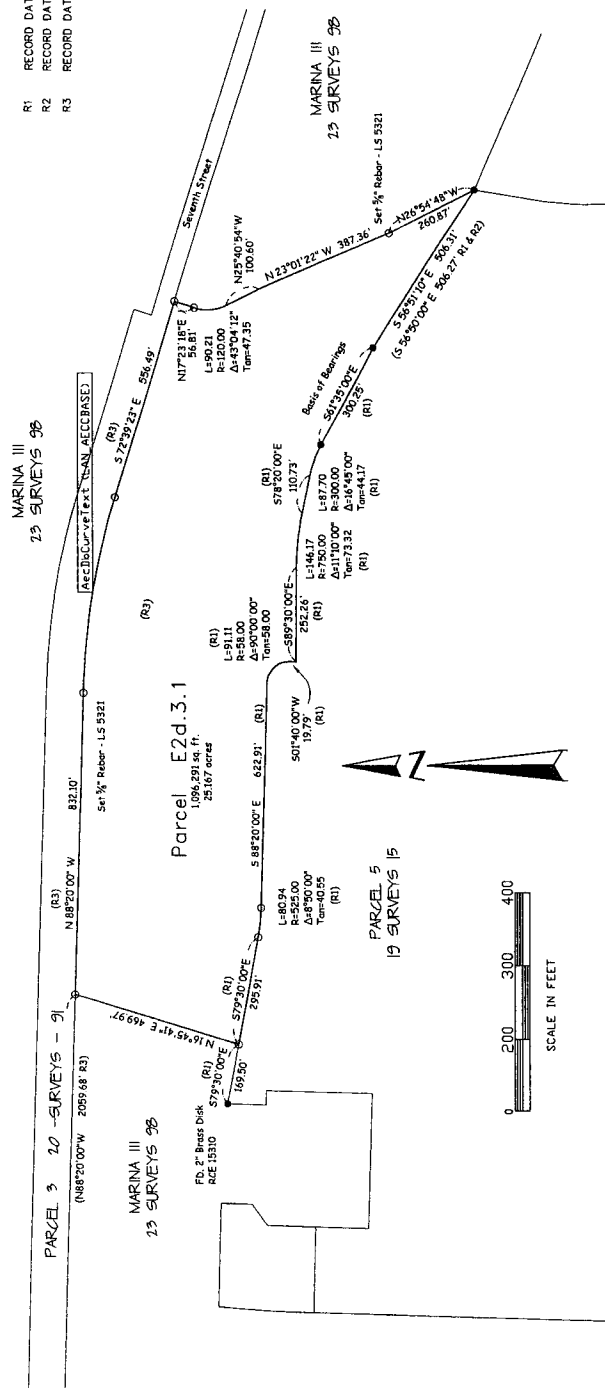 R1 RECORD DAT
R2 RECORD DAT
R3 RECORD DAT
MARINA III
23 SURVEYS 98
AecDbCurveText (LAN_AECCBASE)
Seventh Street
MARINA III
23 SURVEYS 98
PARCEL 3 20 -SURVEYS - 91
(N88°20'00"W 2059.68' R3)
(R3)
N 88°20'00" W 832.10'
Set ⅝" Rebar - LS 5321
(R3)
(R3)
S 72°39'23" E 556.49'
N17°23'18"E
56.81'
L=90.21
R=120.00
Δ=43°04'12"
Tan=47.35
N25°40'54"W
100.60'
N 23°01'22" W 387.36'
Set ⅝" Rebar - LS 5321
N26°54'48"W
260.87'
S 56°51'10" E 506.31'
(S 56°50'00" E 506.27' R1 & R2)
Basis of Bearings
S61°35'00"E
300.25'
(R1)
(R1)
S78°20'00"E
110.73'
L=87.70
R=300.00
Δ=16°45'00"
Tan=44.17
(R1)
L=146.17
R=750.00
Δ=11°10'00"
Tan=73.32
(R1)
S89°30'00"E
252.26'
(R1)
(R1)
L=91.11
R=58.00
Δ=90°00'00"
Tan=58.00
S01°40'00"W
19.79'
(R1)
Parcel E2d.3.1
1,096,291 sq. ft.
25.167 acres
S 88°20'00" E 622.91' (R1)
L=80.94
R=525.00
Δ=8°50'00"
Tan=40.55
(R1)
(R1)
S79°30'00"E
295.91'
N 16°45'41" E 469.97'
(R1)
S79°30'00"E
169.50'
FD. 2" Brass Disk
RCE 15310
MARINA III
23 SURVEYS 98
PARCEL 5
19 SURVEYS 15
N
0 200 300 400
SCALE IN FEET